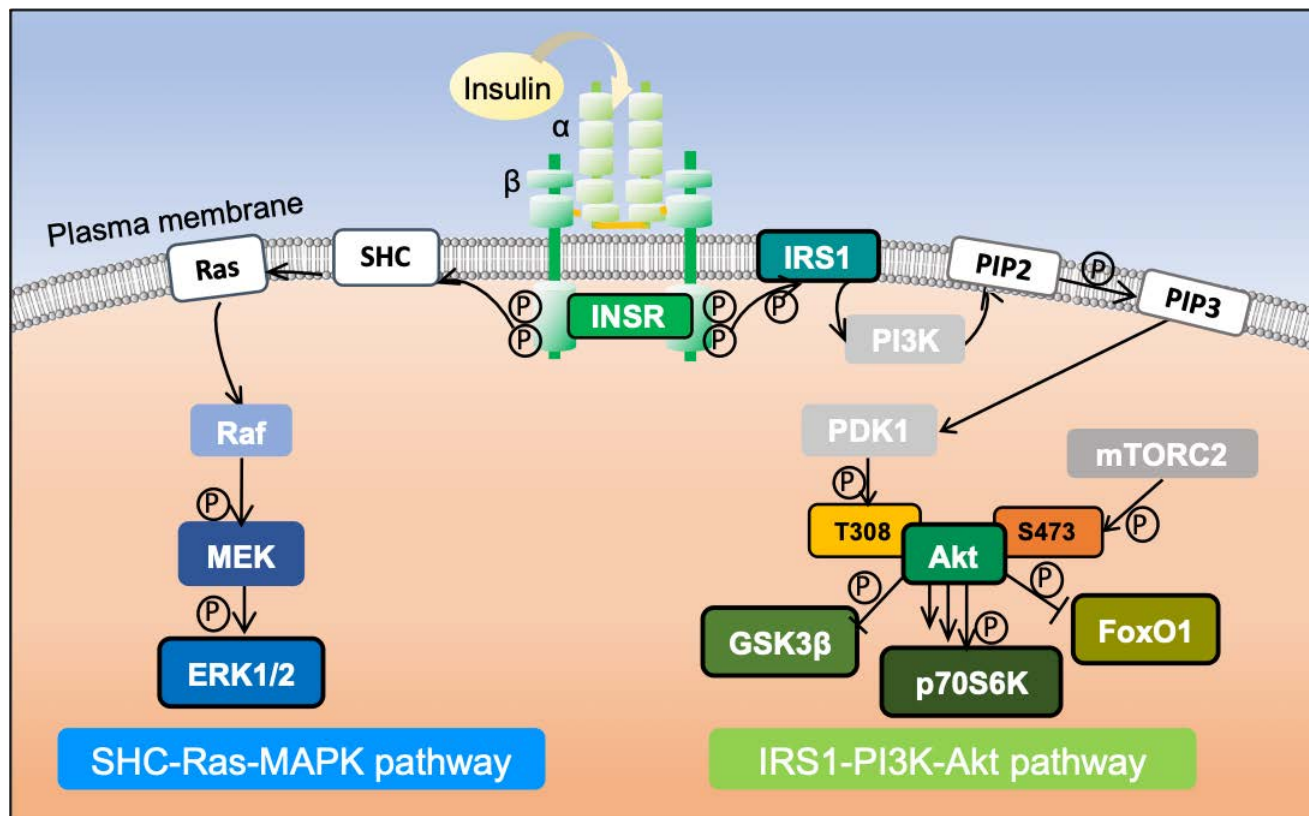 Insulin
α
β
Plasma membrane
Ras
SHC
IRS1
PIP2
P
PIP3
P
P
INSR
P
P
P
PI3K
Raf
PDK1
mTORC2
P
P
MEK
T308
Akt
S473
P
P
P
P
ERK1/2
GSK3β
P
p70S6K
FoxO1
SHC-Ras-MAPK pathway
IRS1-PI3K-Akt pathway